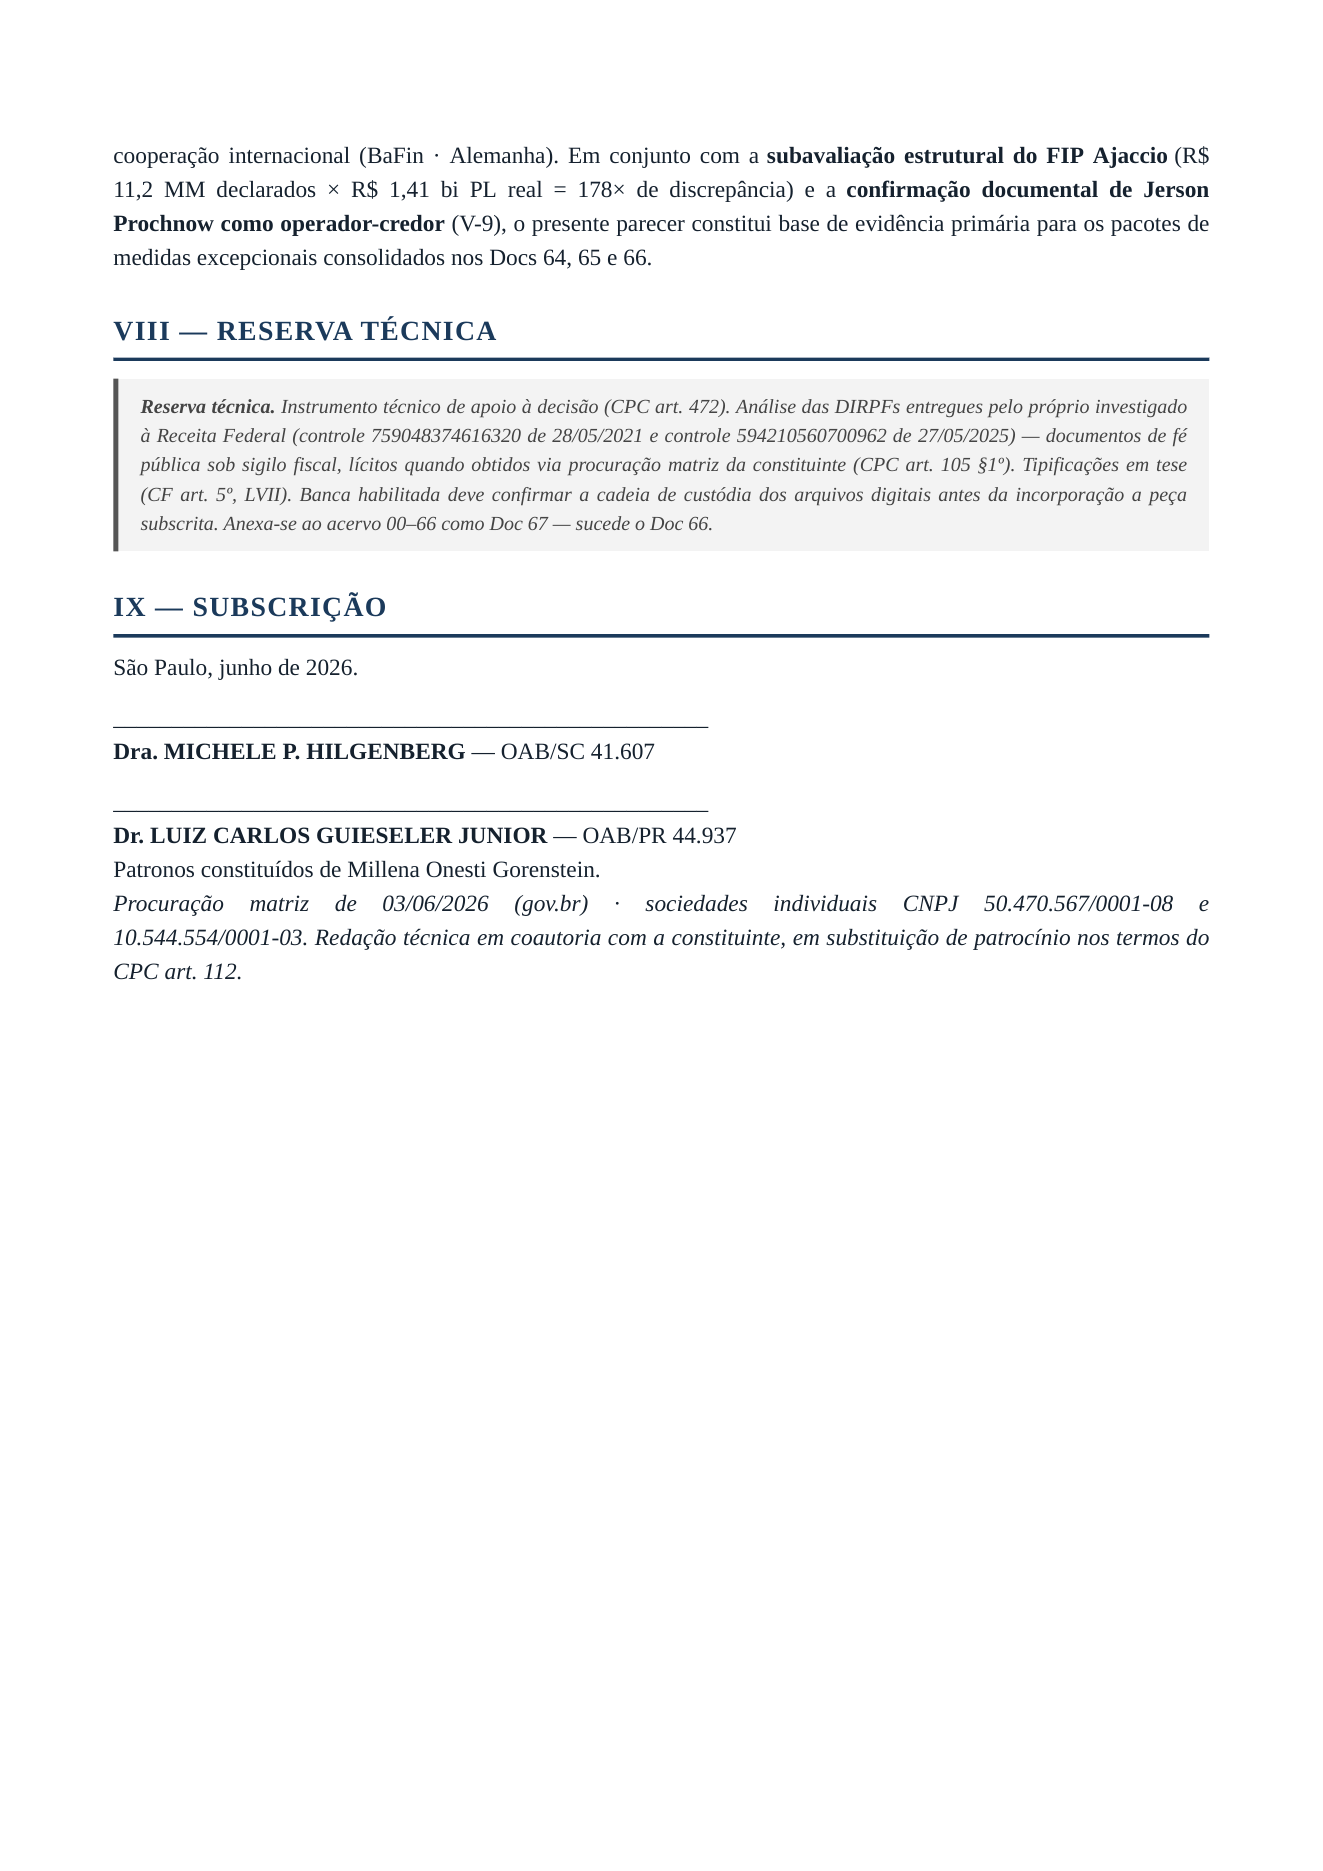 cooperação internacional (BaFin · Alemanha). Em conjunto com a subavaliação estrutural do FIP Ajaccio (R$
11,2 MM declarados × R$ 1,41 bi PL real = 178× de discrepância) e a confirmação documental de Jerson
Prochnow como operador-credor (V-9), o presente parecer constitui base de evidência primária para os pacotes de
medidas excepcionais consolidados nos Docs 64, 65 e 66.
VIII — RESERVA TÉCNICA
Reserva técnica. Instrumento técnico de apoio à decisão (CPC art. 472). Análise das DIRPFs entregues pelo próprio investigado
à Receita Federal (controle 759048374616320 de 28/05/2021 e controle 594210560700962 de 27/05/2025) — documentos de fé
pública sob sigilo fiscal, lícitos quando obtidos via procuração matriz da constituinte (CPC art. 105 §1º). Tipificações em tese
(CF art. 5º, LVII). Banca habilitada deve confirmar a cadeia de custódia dos arquivos digitais antes da incorporação a peça
subscrita. Anexa-se ao acervo 00–66 como Doc 67 — sucede o Doc 66.
IX — SUBSCRIÇÃO
São Paulo, junho de 2026.
Dra. MICHELE P. HILGENBERG — OAB/SC 41.607
Dr. LUIZ CARLOS GUIESELER JUNIOR — OAB/PR 44.937
Patronos constituídos de Millena Onesti Gorenstein.
Procuração matriz de 03/06/2026 (gov.br) · sociedades individuais CNPJ 50.470.567/0001-08 e
10.544.554/0001-03. Redação técnica em coautoria com a constituinte, em substituição de patrocínio nos termos do
CPC art. 112.